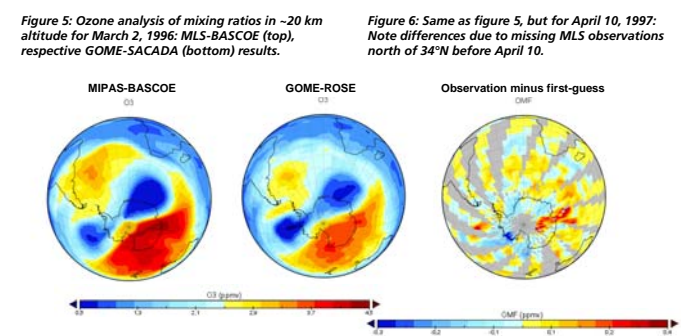 Figure 5: Ozone analysis of mixing ratios in ~20 km
altitude for March 2, 1996: MLS-BASCOE (top),
respective GOME-SACADA (bottom) results.
Figure 6: Same as figure 5, but for April 10, 1997:
Note differences due to missing MLS observations
north of 34°N before April 10.
MIPAS-BASCOE
O3
GOME-ROSE
O3
Observation minus first-guess
OMF
O3 (ppmv)
2.1
OMF (ppmv)